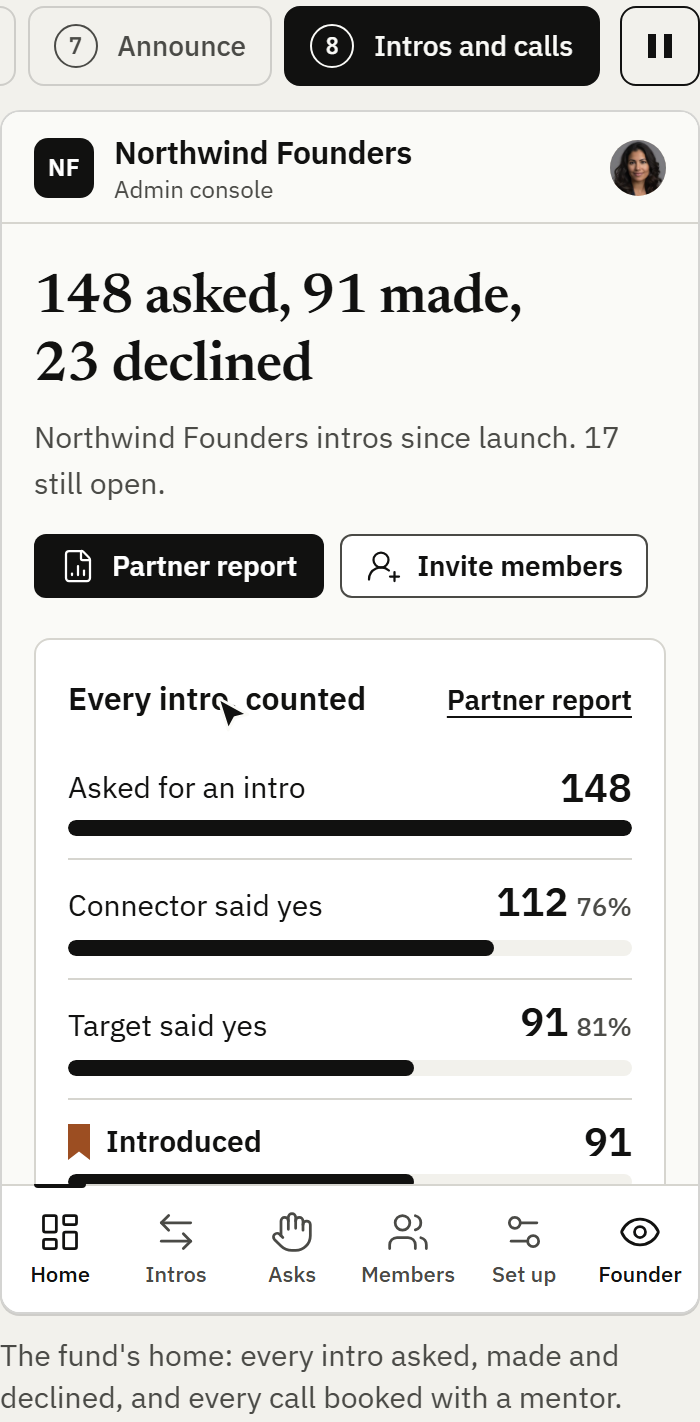 7 Announce
8 Intros and calls
NF
Northwind Founders
Admin console
148 asked, 91 made,
23 declined
Northwind Founders intros since launch. 17
still open.
Partner report
Invite members
Every intro, counted
Partner report
Asked for an intro 148
Connector said yes 112 76%
Target said yes 91 81%
Introduced 91
Home
Intros
Asks
Members
Set up
Founder
The fund's home: every intro asked, made and
declined, and every call booked with a mentor.